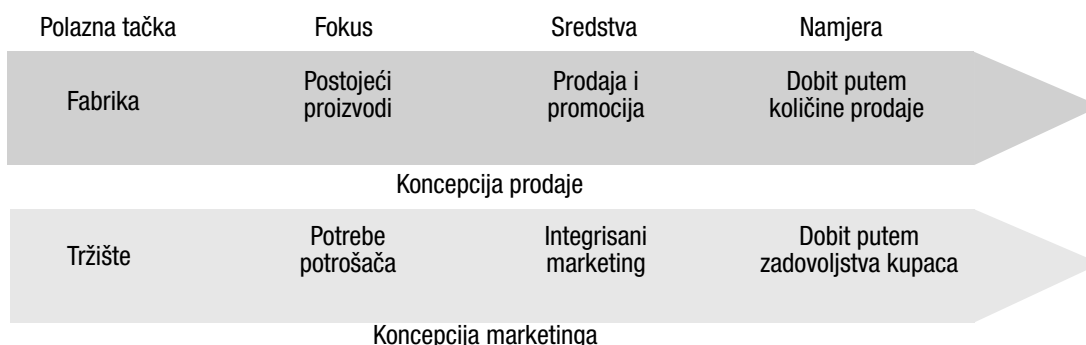 Polazna tačka Fokus Sredstva Namjera
Fabrika
Postojeći
proizvodi
Prodaja i
promocija
Dobit putem
količine prodaje
Koncepcija prodaje
Tržište
Potrebe
potrošača
Integrisani
marketing
Dobit putem
zadovoljstva kupaca
Koncepcija marketinga